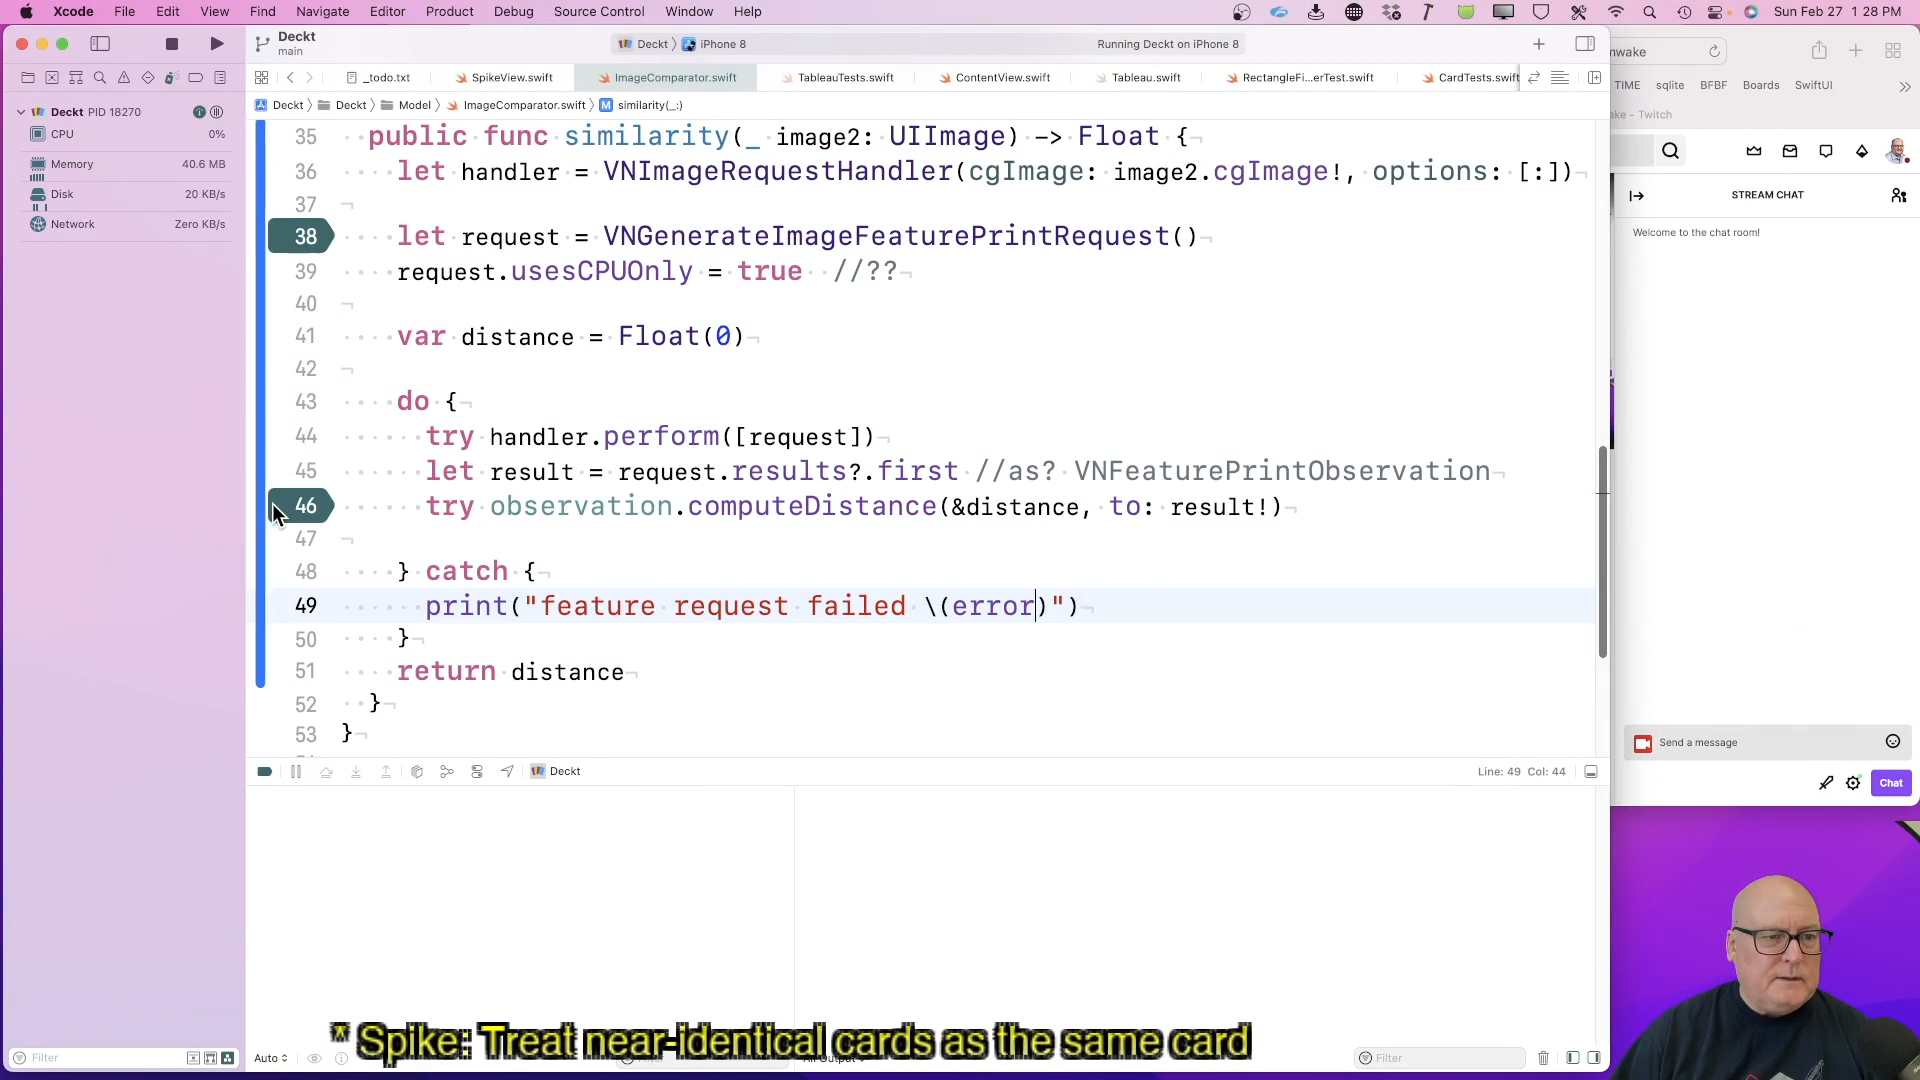 Xcode File Edit View Find Navigate Editor Product Debug Source Control Window Help
Sun Feb 27 1:28 PM
Deckt
main
Deckt 〉 iPhone 8
Running Deckt on iPhone 8
_todo.txt SpikeView.swift ImageComparator.swift TableauTests.swift ContentView.swift Tableau.swift RectangleFi...erTest.swift CardTests.swift
Deckt 〉 Deckt 〉 Model 〉 ImageComparator.swift 〉 M similarity(_:)
Deckt PID 18270
CPU 0%
Memory 40.6 MB
Disk 20 KB/s
Network Zero KB/s
35 public func similarity(_ image2: UIImage) -> Float {
36 let handler = VNImageRequestHandler(cgImage: image2.cgImage!, options: [:])
37
38 let request = VNGenerateImageFeaturePrintRequest()
39 request.usesCPUOnly = true //??
40
41 var distance = Float(0)
42
43 do {
44 try handler.perform([request])
45 let result = request.results?.first //as? VNFeaturePrintObservation
46 try observation.computeDistance(&distance, to: result!)
47
48 } catch {
49 print("feature request failed \(error)")
50 }
51 return distance
52 }
53 }
Deckt
Line: 49 Col: 44
Filter
Auto
Filter
* Spike: Treat near-identical cards as the same card
nwake
TIME sqlite BFBF Boards SwiftUI
ake - Twitch
STREAM CHAT
Welcome to the chat room!
Send a message
Chat